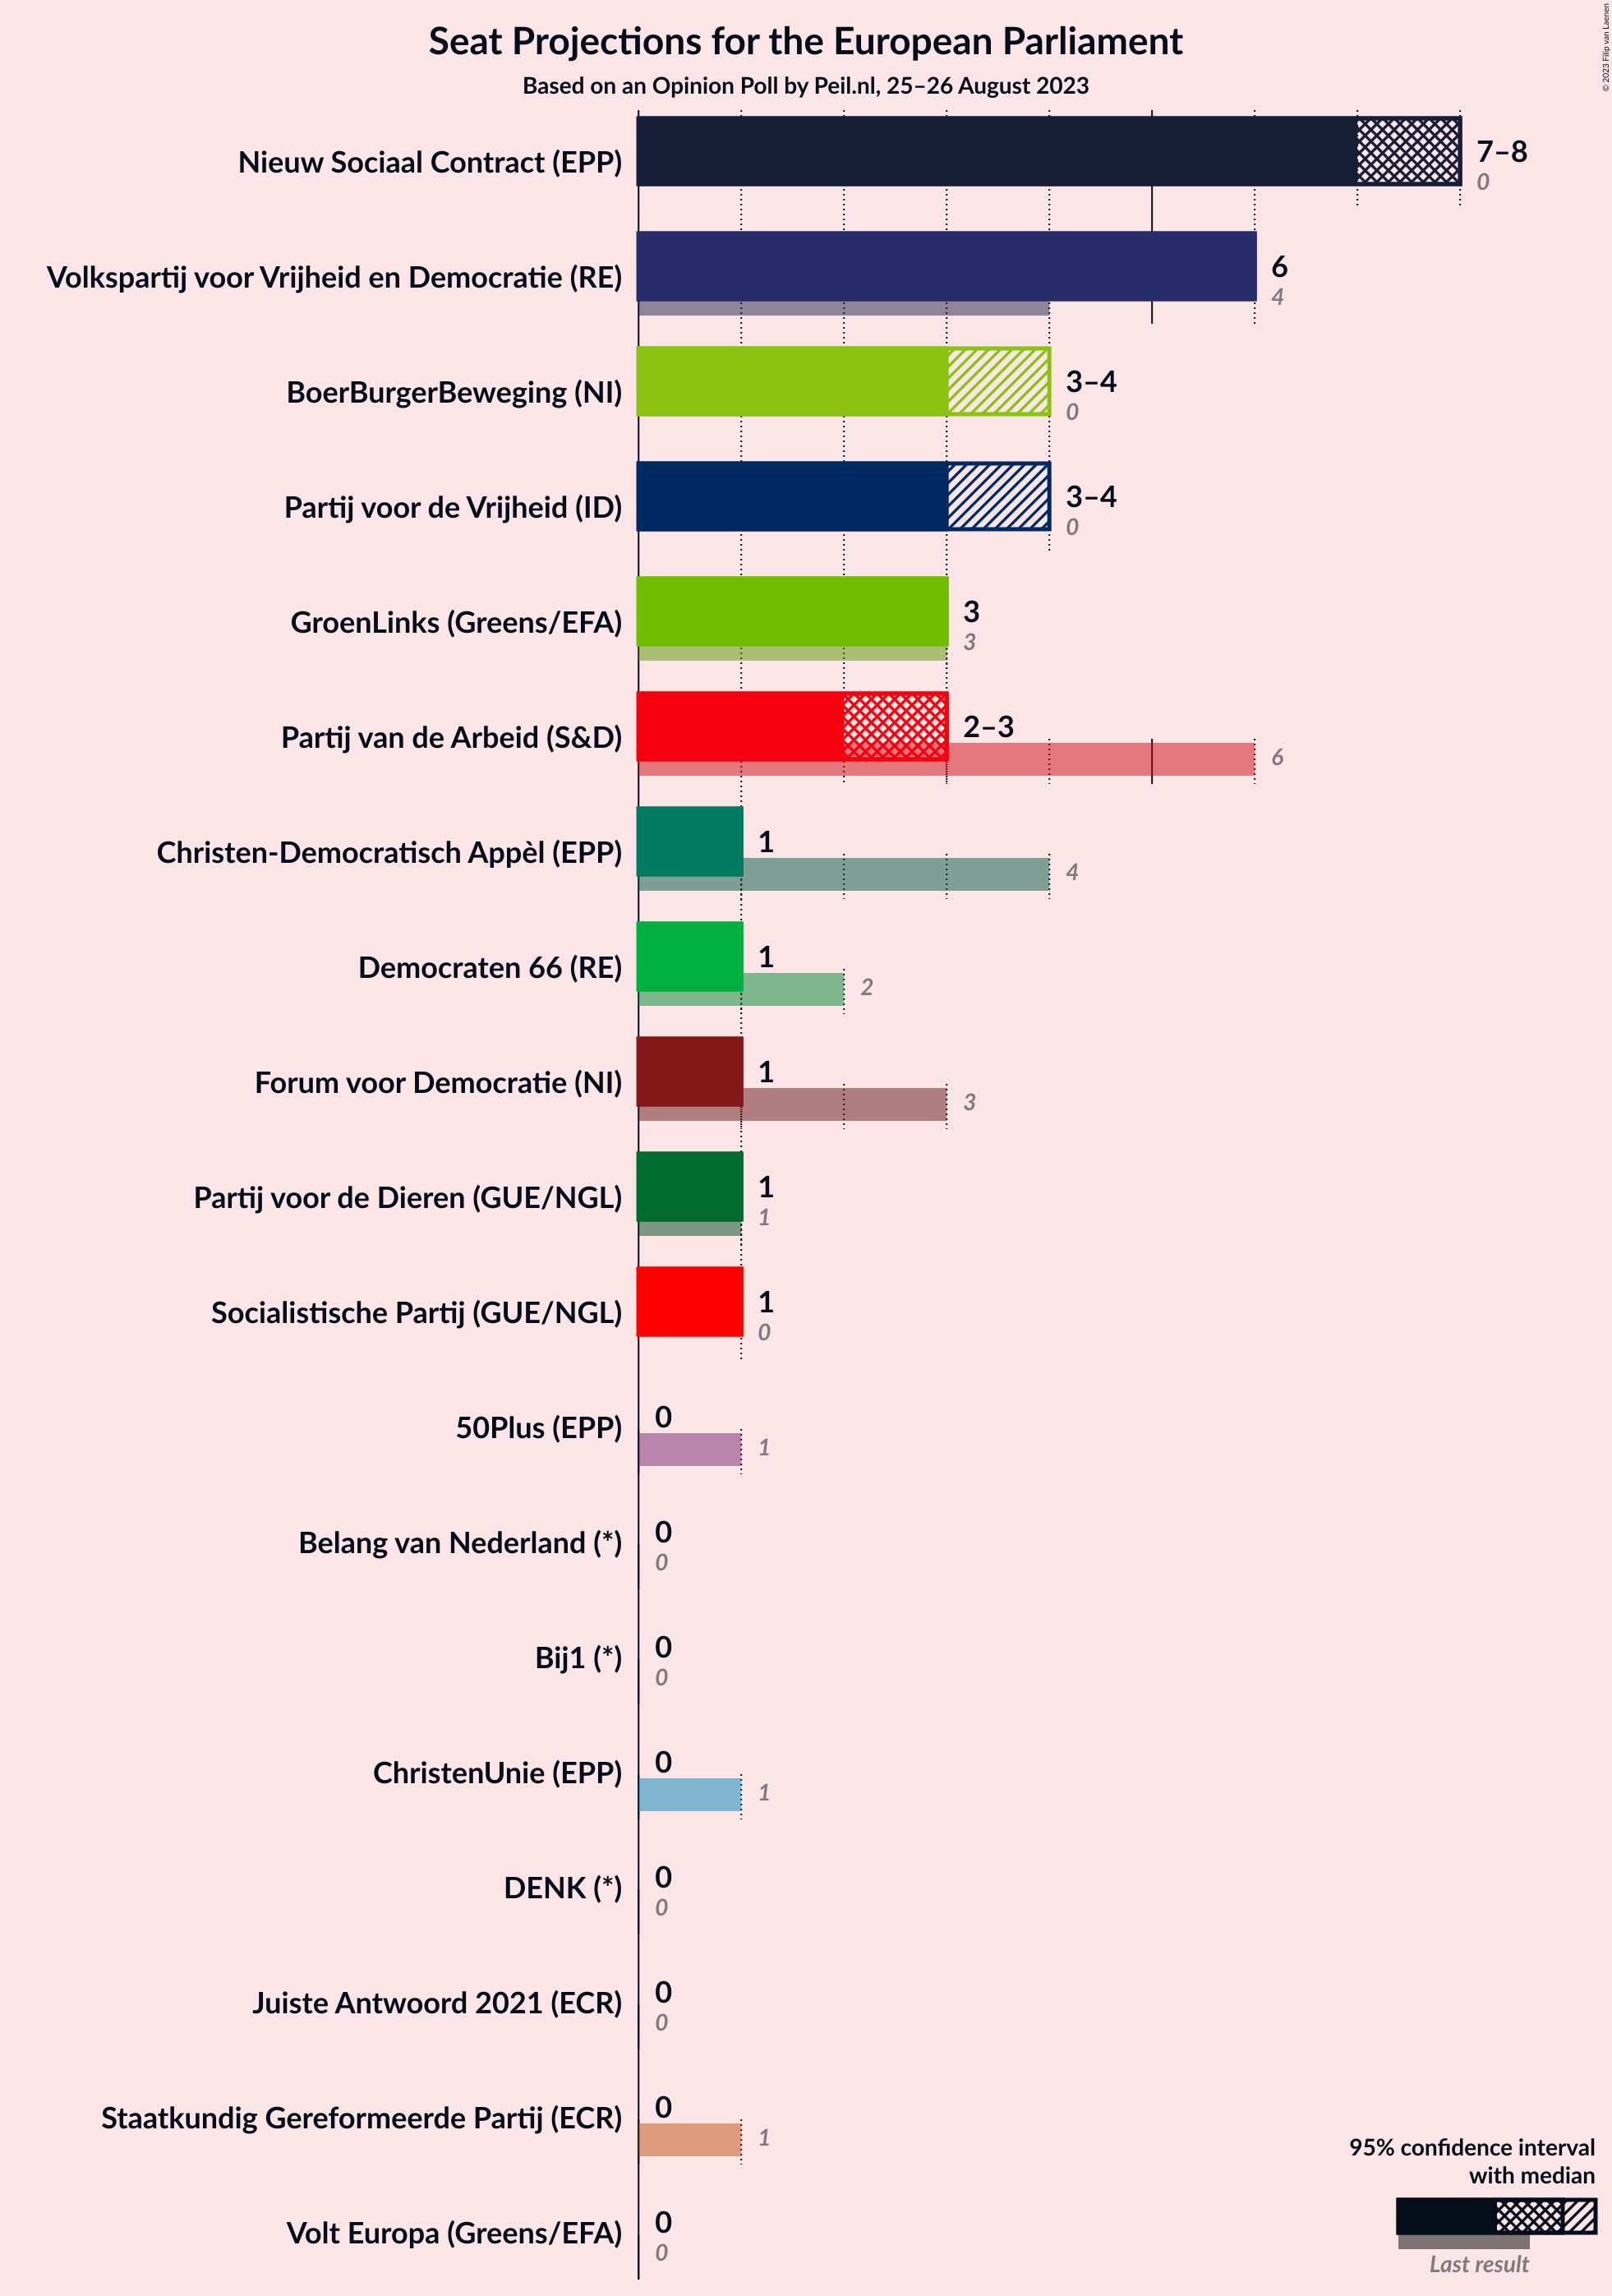 © 2023 Filip van Laenen
Seat Projections for the European Parliament
Based on an Opinion Poll by Peil.nl, 25–26 August 2023
Nieuw Sociaal Contract (EPP)
7–8
0
Volkspartij voor Vrijheid en Democratie (RE)
6
4
BoerBurgerBeweging (NI)
3–4
0
Partij voor de Vrijheid (ID)
3–4
0
GroenLinks (Greens/EFA)
3
3
Partij van de Arbeid (S&D)
2–3
6
Christen-Democratisch Appèl (EPP)
1
4
Democraten 66 (RE)
1
2
Forum voor Democratie (NI)
1
3
Partij voor de Dieren (GUE/NGL)
1
1
Socialistische Partij (GUE/NGL)
1
0
50Plus (EPP)
0
1
Belang van Nederland (*)
0
0
Bij1 (*)
0
0
ChristenUnie (EPP)
0
1
DENK (*)
0
0
Juiste Antwoord 2021 (ECR)
0
0
Staatkundig Gereformeerde Partij (ECR)
0
1
Volt Europa (Greens/EFA)
0
0
95% confidence interval
with median
Last result